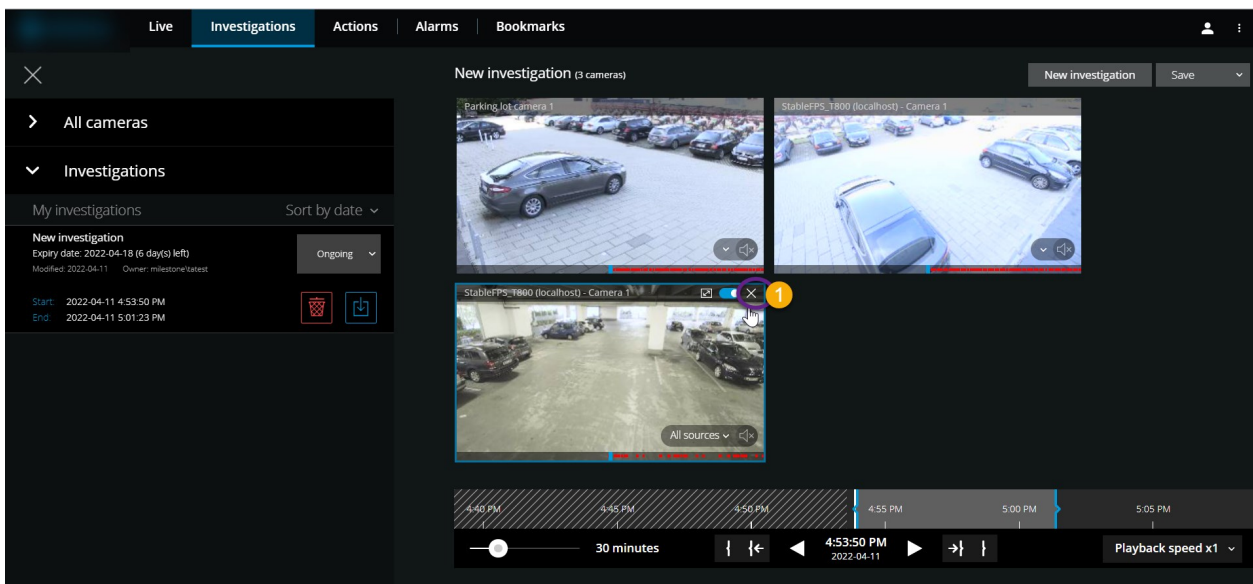 Live
Investigations
Actions
Alarms
Bookmarks
New investigation (3 cameras)
New investigation
Save
All cameras
Investigations
My investigations
Sort by date
New investigation
Expiry date: 2022-04-18 (6 day(s) left)
Modified: 2022-04-11 Owner: milestone\tatest
Ongoing
Start: 2022-04-11 4:53:50 PM
End: 2022-04-11 5:01:23 PM
Parking lot camera 1
StableFPS_T800 (localhost) - Camera 1
StableFPS_T800 (localhost) - Camera 1
1
All sources
4:40 PM
4:45 PM
4:50 PM
4:55 PM
5:00 PM
5:05 PM
30 minutes
4:53:50 PM
2022-04-11
Playback speed x1